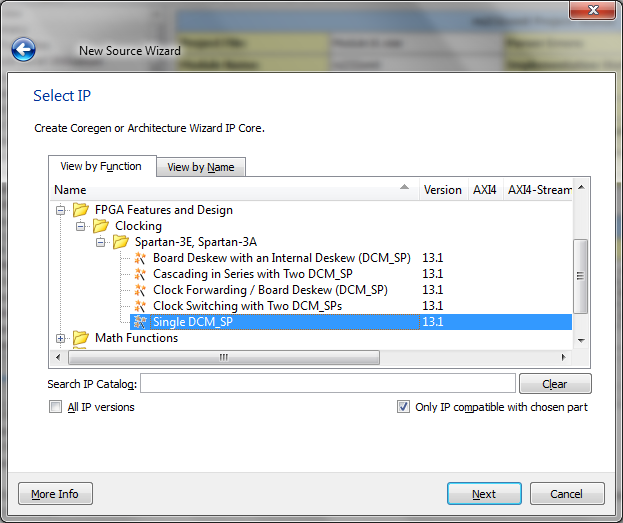 New Source Wizard
Select IP
Create Coregen or Architecture Wizard IP Core.
View by Function View by Name
Name Version AXI4 AXI4-Stream
FPGA Features and Design
Clocking
Spartan-3E, Spartan-3A
Board Deskew with an Internal Deskew (DCM_SP) 13.1
Cascading in Series with Two DCM_SP 13.1
Clock Forwarding / Board Deskew (DCM_SP) 13.1
Clock Switching with Two DCM_SPs 13.1
Single DCM_SP 13.1
Math Functions
Search IP Catalog: Clear
All IP versions Only IP compatible with chosen part
More Info Next Cancel